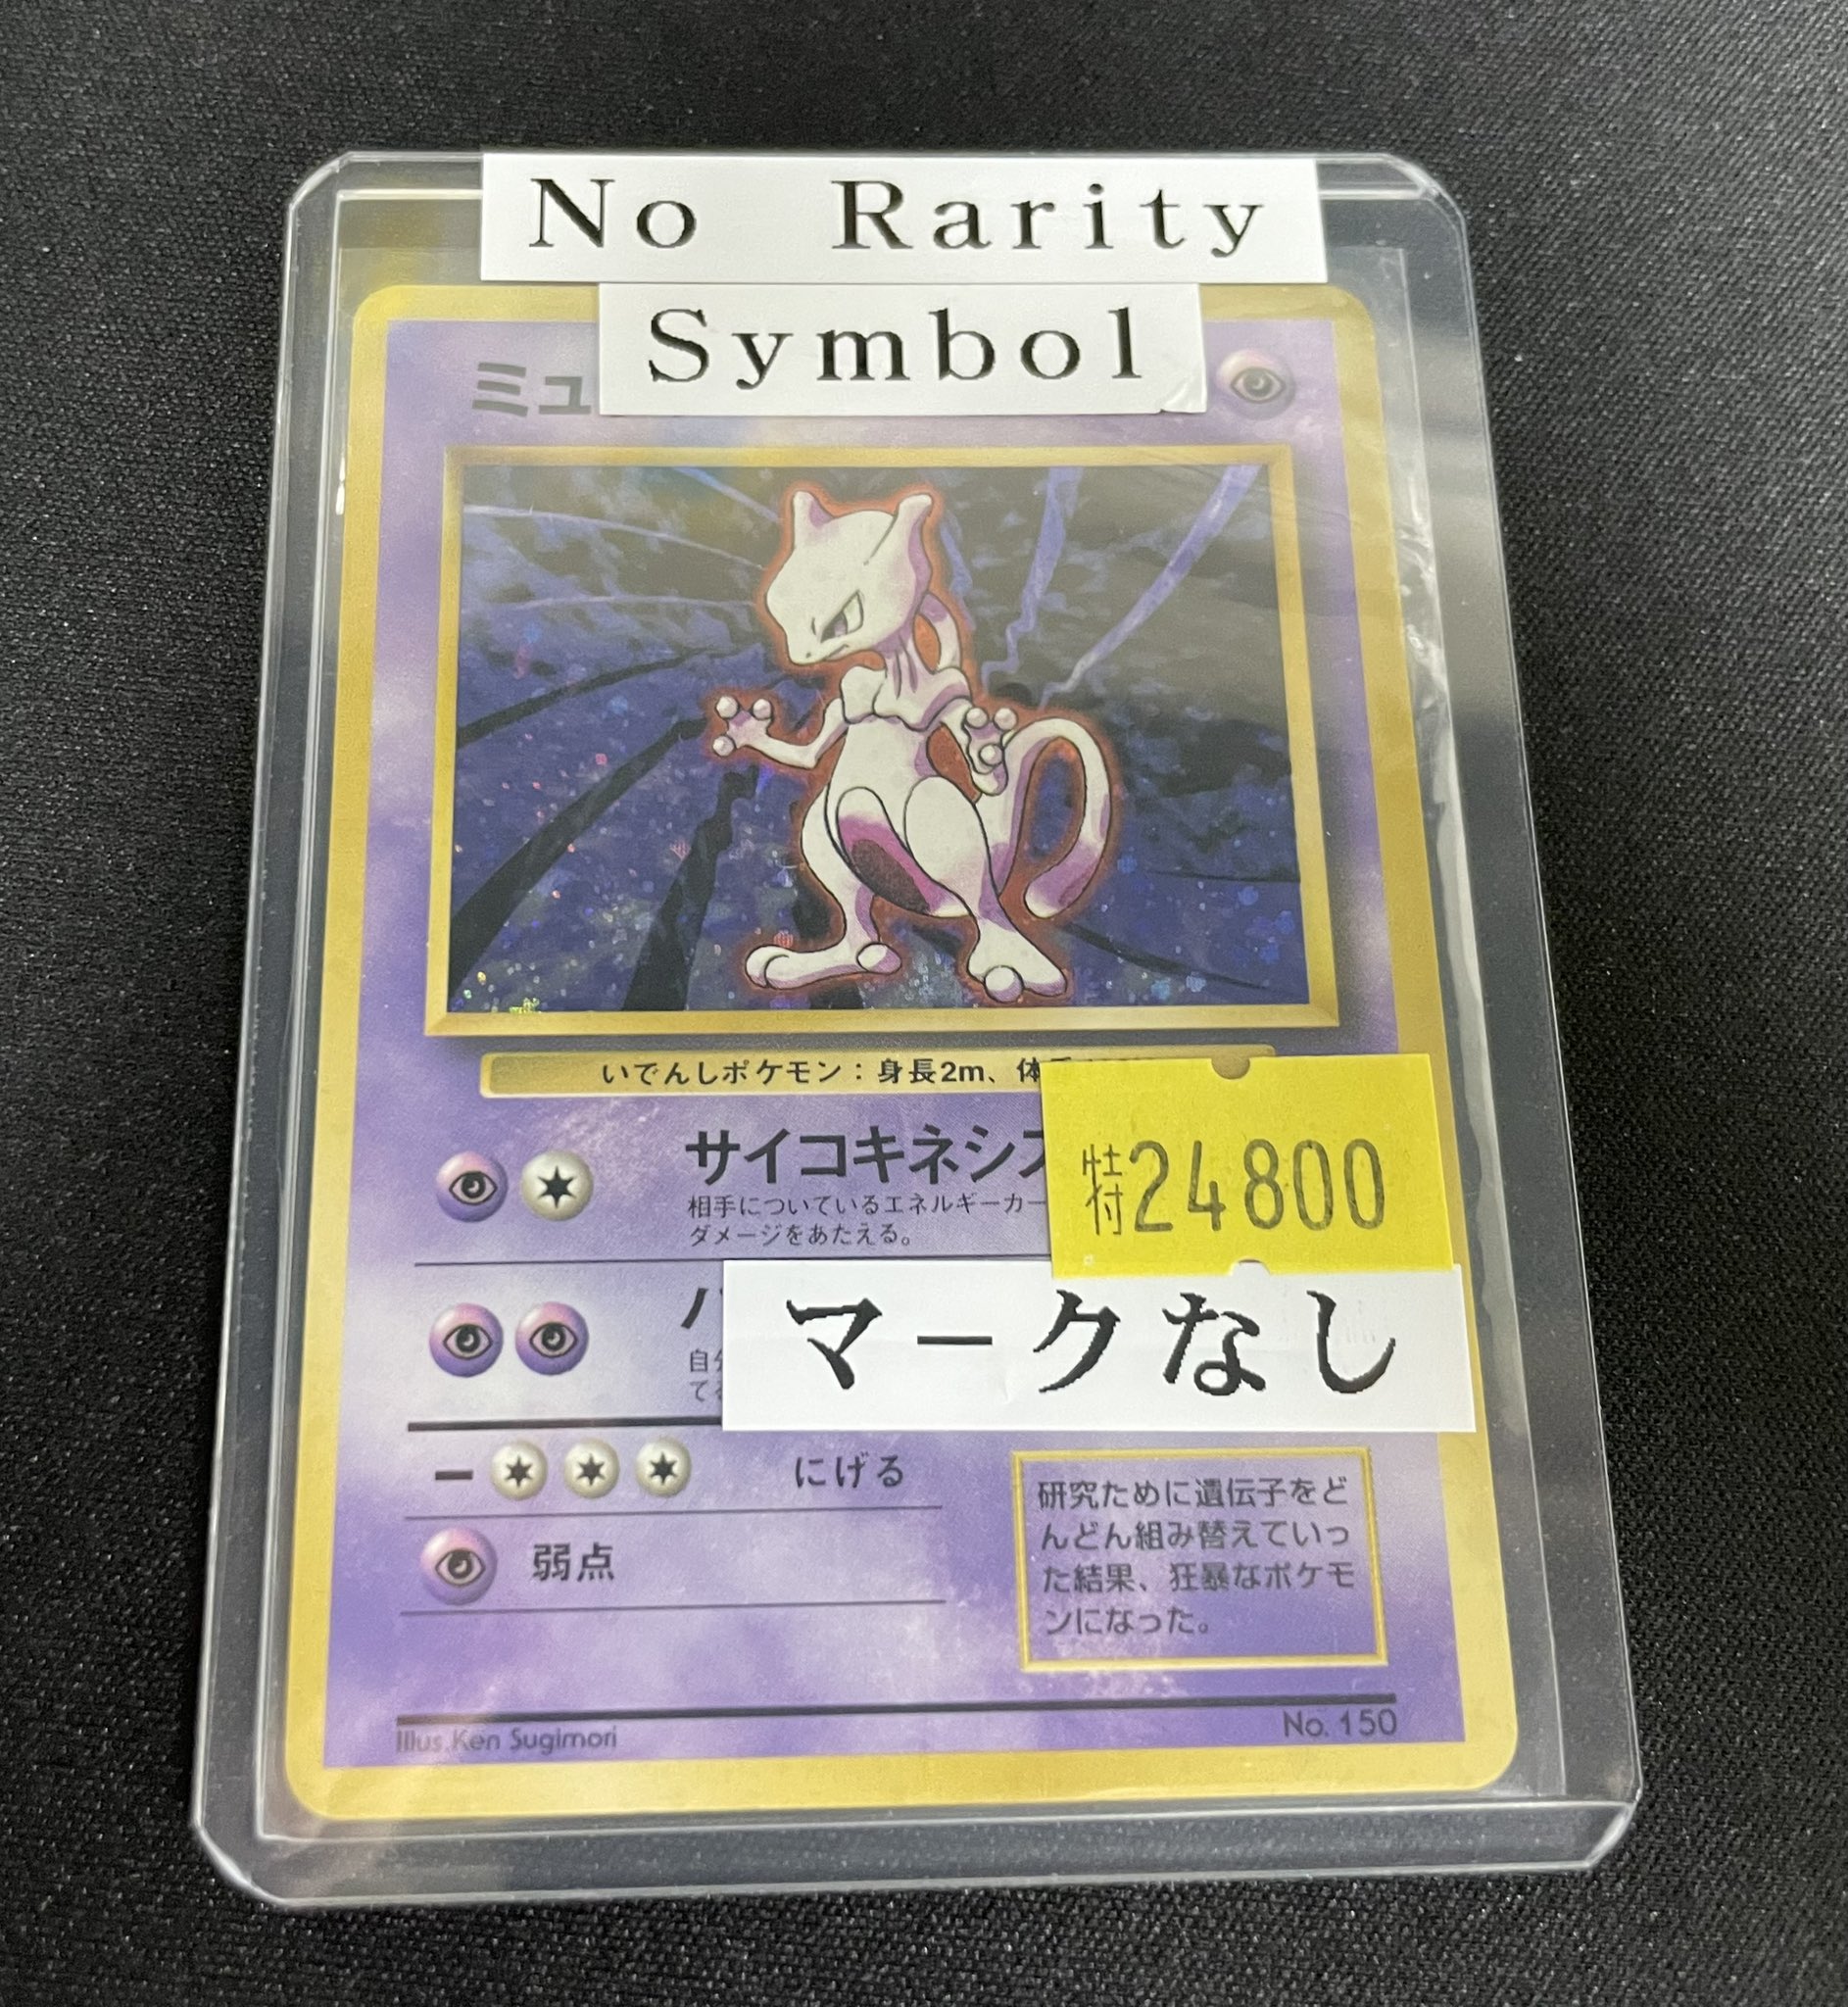 No Rarity
Symbol
ミュ
いでんしポケモン：身長2m、体
サイコキネシス
相手についているエネルギーカー
ダメージをあたえる。
特24800
マークなし
自分
て
ーにげる
研究ために遺伝子をど
んどん組み替えていっ
た結果、狂暴なポケモ
ンになった。
弱点
Illus.Ken Sugimori
No. 150